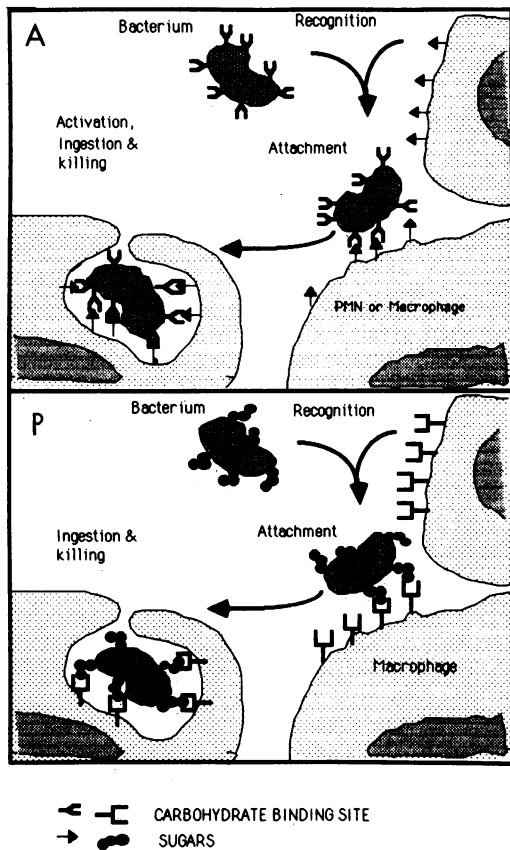 A
Bacterium
Recognition
Activation,
Ingestion &
killing
Attachment
PMN or Macrophage
P
Bacterium
Recognition
Ingestion &
killing
Attachment
Macrophage
CARBOHYDRATE BINDING SITE
SUGARS